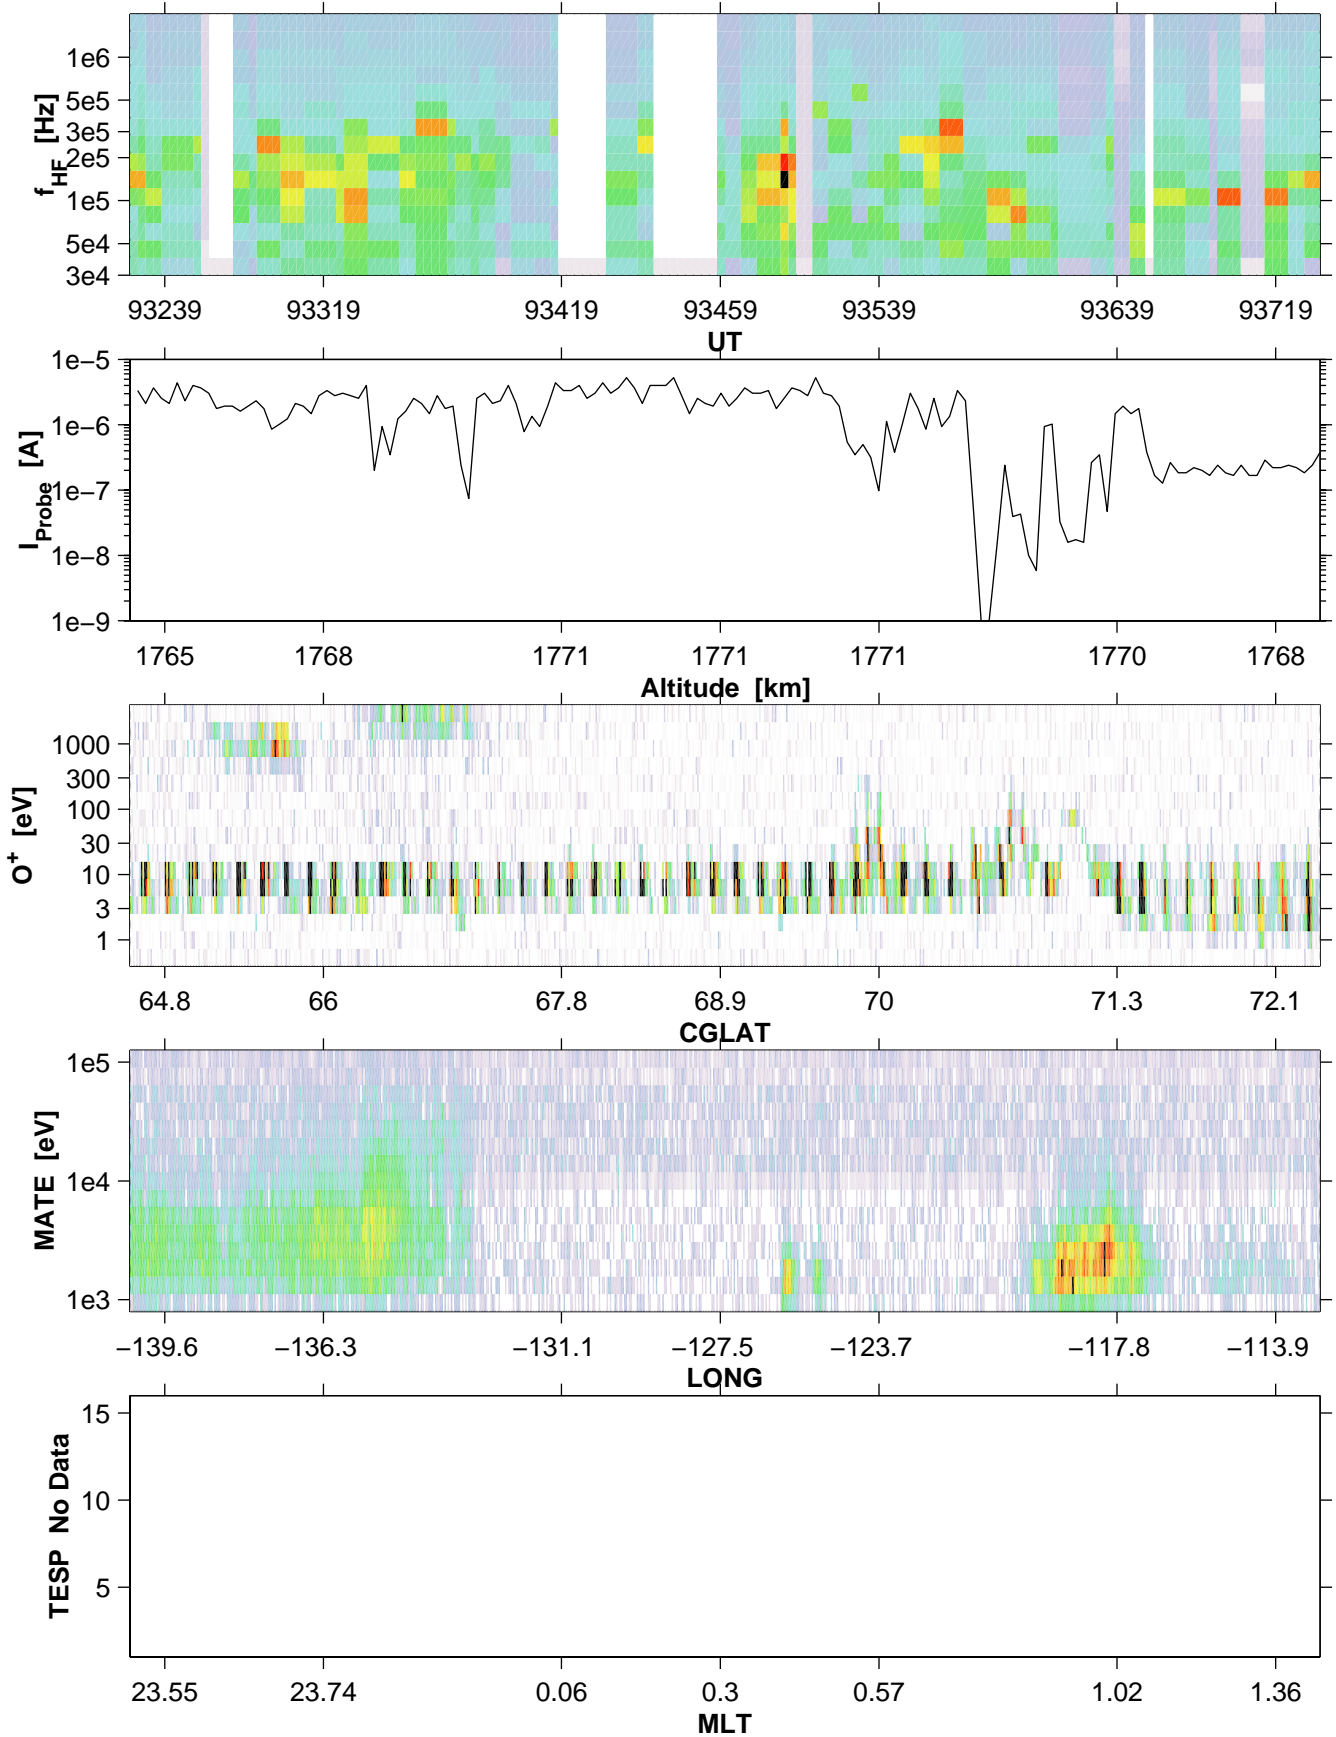 f_HF [Hz]
1e6
5e5
3e5
2e5
1e5
5e4
3e4
93239 93319 93419 93459 93539 93639 93719
UT
I_Probe [A]
1e−5
1e−6
1e−7
1e−8
1e−9
1765 1768 1771 1771 1771 1770 1768
Altitude [km]
O⁺ [eV]
1000
300
100
30
10
3
1
64.8 66 67.8 68.9 70 71.3 72.1
CGLAT
MATE [eV]
1e5
1e4
1e3
−139.6 −136.3 −131.1 −127.5 −123.7 −117.8 −113.9
LONG
TESP No Data
15
10
5
23.55 23.74 0.06 0.3 0.57 1.02 1.36
MLT